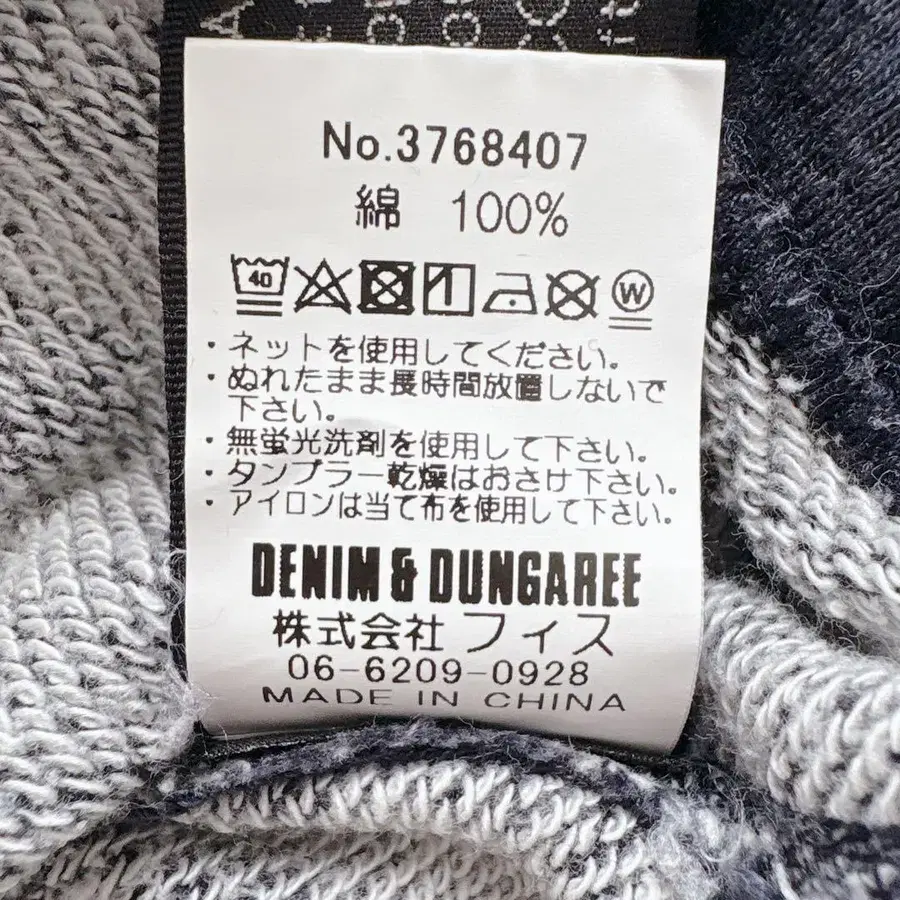 No.3768407
綿 100%
40
W
・ネットを使用してください。
・ぬれたまま長時間放置しないで
下さい。
・無蛍光洗剤を使用して下さい。
・タンブラー乾燥はおさけ下さい。
・アイロンは当て布を使用して下さい。
DENIM & DUNGAREE
株式会社 フィス
06-6209-0928
MADE IN CHINA